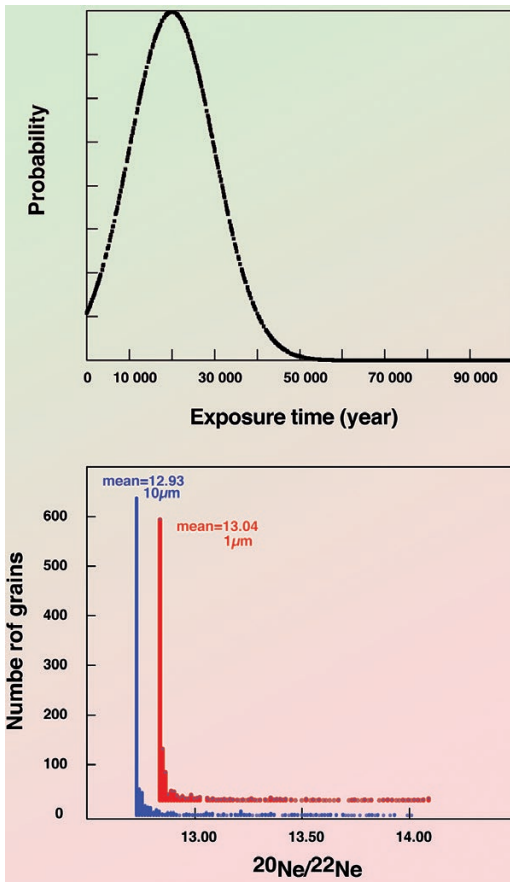 Probability
0 10 000 30 000 50 000 70 000 90 000
Exposure time (year)
mean=12.93
10µm
mean=13.04
1µm
600
500
400
300
200
100
0
Numbe rof grains
13.00 13.50 14.00
20Ne/22Ne